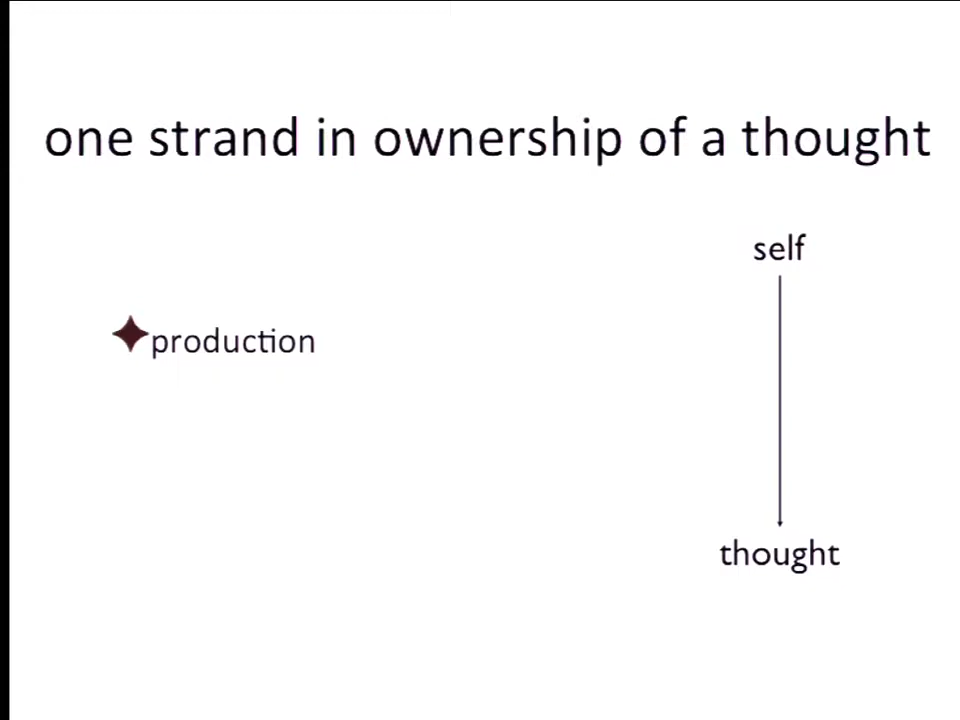 one strand in ownership of a thought
self
production
thought